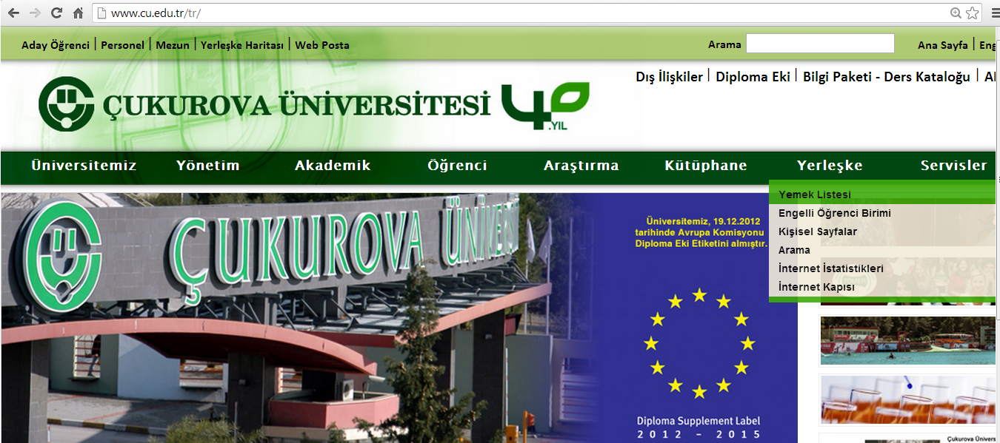 www.cu.edu.tr/tr/
Aday Öğrenci | Personel | Mezun | Yerleşke Haritası | Web Posta
Arama
Ana Sayfa | Eng
Dış İlişkiler | Diploma Eki | Bilgi Paketi - Ders Kataloğu |
ÇUKUROVA ÜNİVERSİTESİ 40 .YIL
Üniversitemiz Yönetim Akademik Öğrenci Araştırma Kütüphane Yerleşke Servisler
Yemek Listesi
Engelli Öğrenci Birimi
Kişisel Sayfalar
Arama
İnternet İstatistikleri
İnternet Kapısı
ÇUKUROVA ÜNİVERSİ
Üniversitemiz, 19.12.2012
tarihinde Avrupa Komisyonu
Diploma Eki Etiketini almıştır.
Diploma Supplement Label
2012 - 2015
Çukurova Ünivers